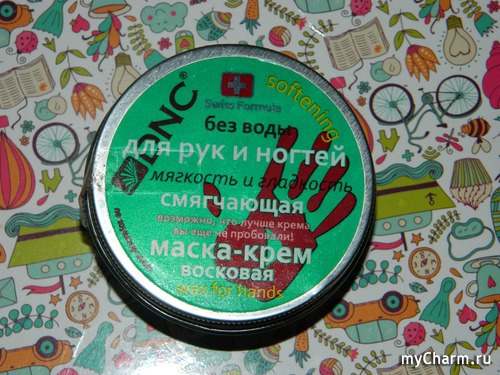 DNC®
softening
Swiss Formula
без воды
для рук и ногтей
мягкость и гладкость
смягчающая
возможно, что лучше крема
вы еще не пробовали!
маска-крем
восковая
wax for hands
myCharm.ru